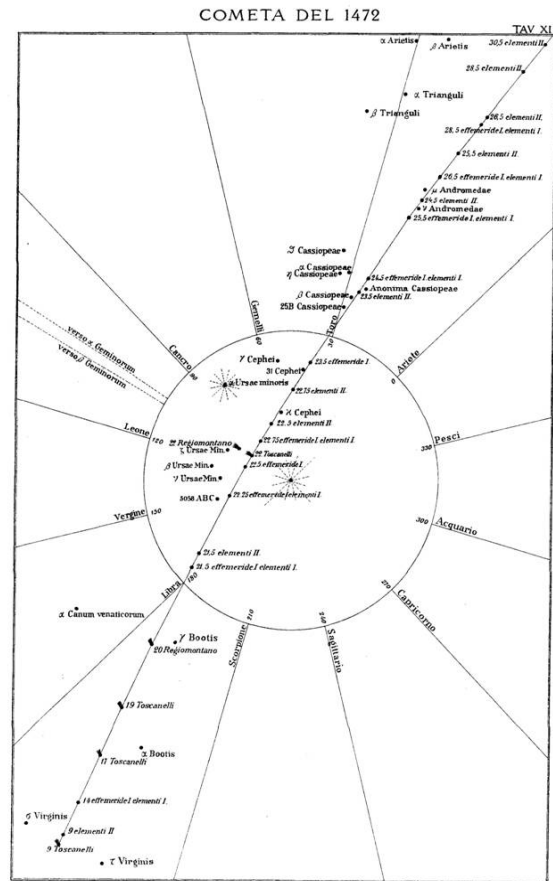 COMETA DEL 1472
TAV XI
α Arietis
β Arietis
30,5 elementi II.
28,5 elementi II.
α Trianguli
β Trianguli
26,5 elementi II.
28,5 effemeride I, elementi I.
25,5 elementi II.
26,5 effemeride I, elementi I.
μ Andromedae
24,5 elementi II.
ν Andromedae
25,5 effemeride I, elementi I.
Cassiopeae
α Cassiopeae
η Cassiopeae
24,5 effemeride I, elementi I.
Anonima Cassiopeae
β Cassiopeae
23,5 elementi II.
25B Cassiopeae
Toro
30
Gemelli
60
γ Cephei
23,5 effemeride I.
31 Cephei
Ariete
0
verso α Geminorum
verso β Geminorum
Cancro
90
α Ursae minoris
22,75 elementi II.
κ Cephei
22,5 elementi II.
Leone
120
22 Regiomontano
22,75 effemeride I, elementi I.
ζ Ursae Min.
22 Toscanelli
22,5 effemeride I.
β Ursae Min.
γ Ursae Min.
Pesci
330
3058 ABC
22,25 effemeride I, elementi I.
Vergine
150
Acquario
300
21,5 elementi II.
21,5 effemeride I, elementi I.
Libra
180
Capricorno
270
α Canum venaticorum
Scorpione
210
Sagittario
240
γ Bootis
20 Regiomontano
19 Toscanelli
α Bootis
17 Toscanelli
14 effemeride I, elementi I.
σ Virginis
9 elementi II
9 Toscanelli
τ Virginis